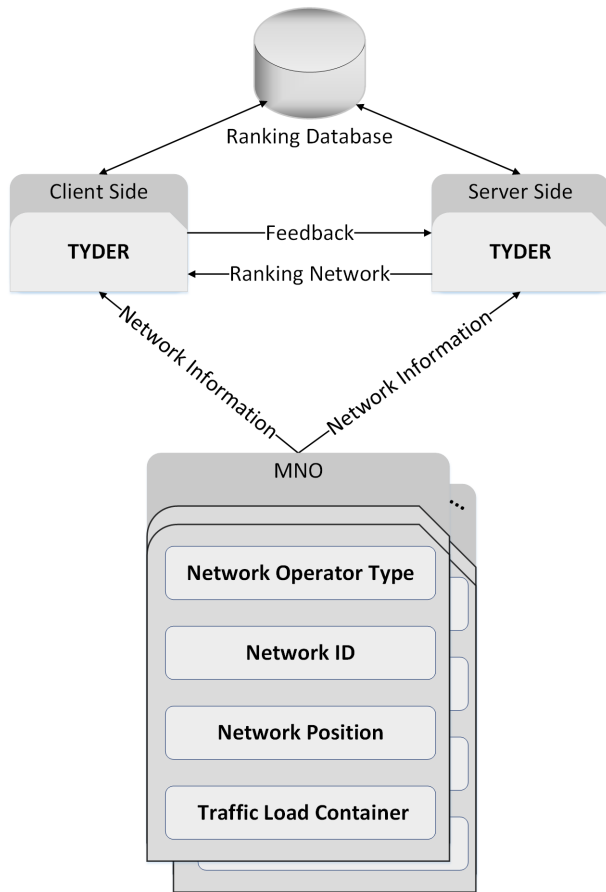 Ranking Database
Client Side
Server Side
TYDER
Feedback
TYDER
Ranking Network
Network Information
Network Information
MNO
...
Network Operator Type
Network ID
Network Position
Traffic Load Container